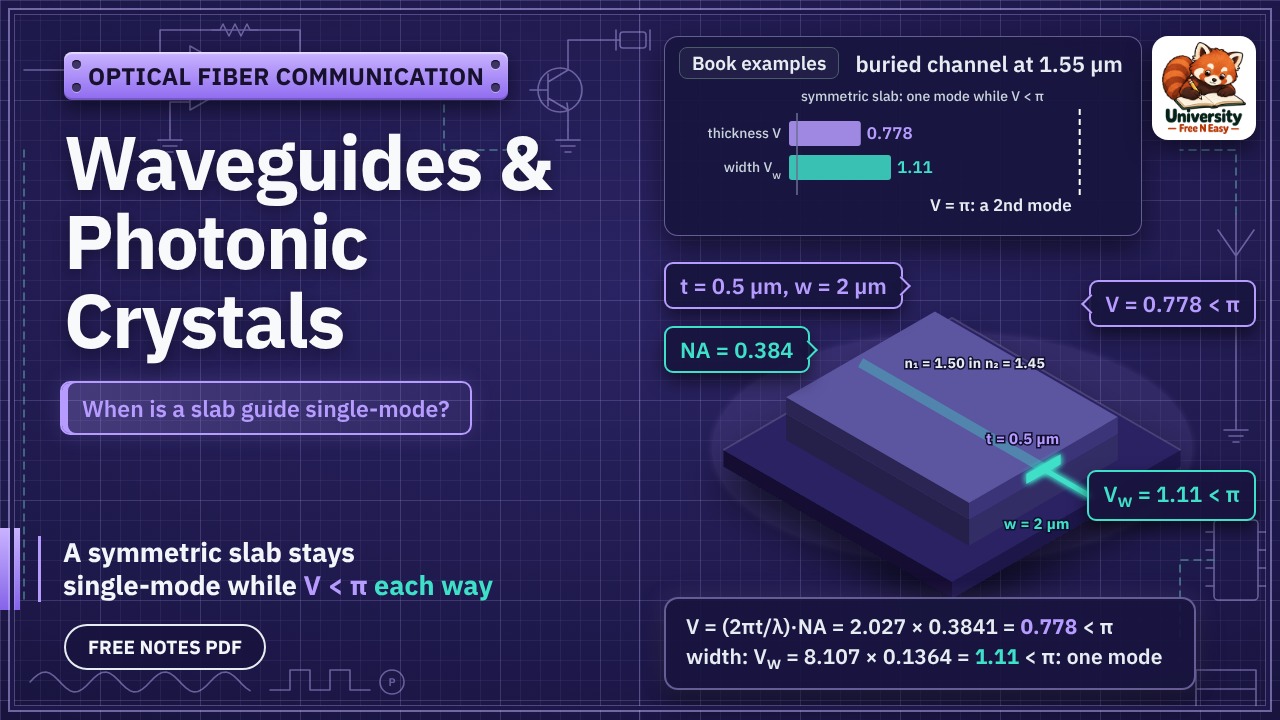 OPTICAL FIBER COMMUNICATION
Waveguides &
Photonic
Crystals
When is a slab guide single-mode?
A symmetric slab stays
single-mode while V < π each way
FREE NOTES PDF
P
Book examples
buried channel at 1.55 µm
symmetric slab: one mode while V < π
thickness V
0.778
width Vw
1.11
V = π: a 2nd mode
University
Free N Easy
t = 0.5 µm, w = 2 µm
V = 0.778 < π
NA = 0.384
n₁ = 1.50 in n₂ = 1.45
t = 0.5 µm
Vw = 1.11 < π
w = 2 µm
V = (2πt/λ)·NA = 2.027 × 0.3841 = 0.778 < π
width: Vw = 8.107 × 0.1364 = 1.11 < π: one mode